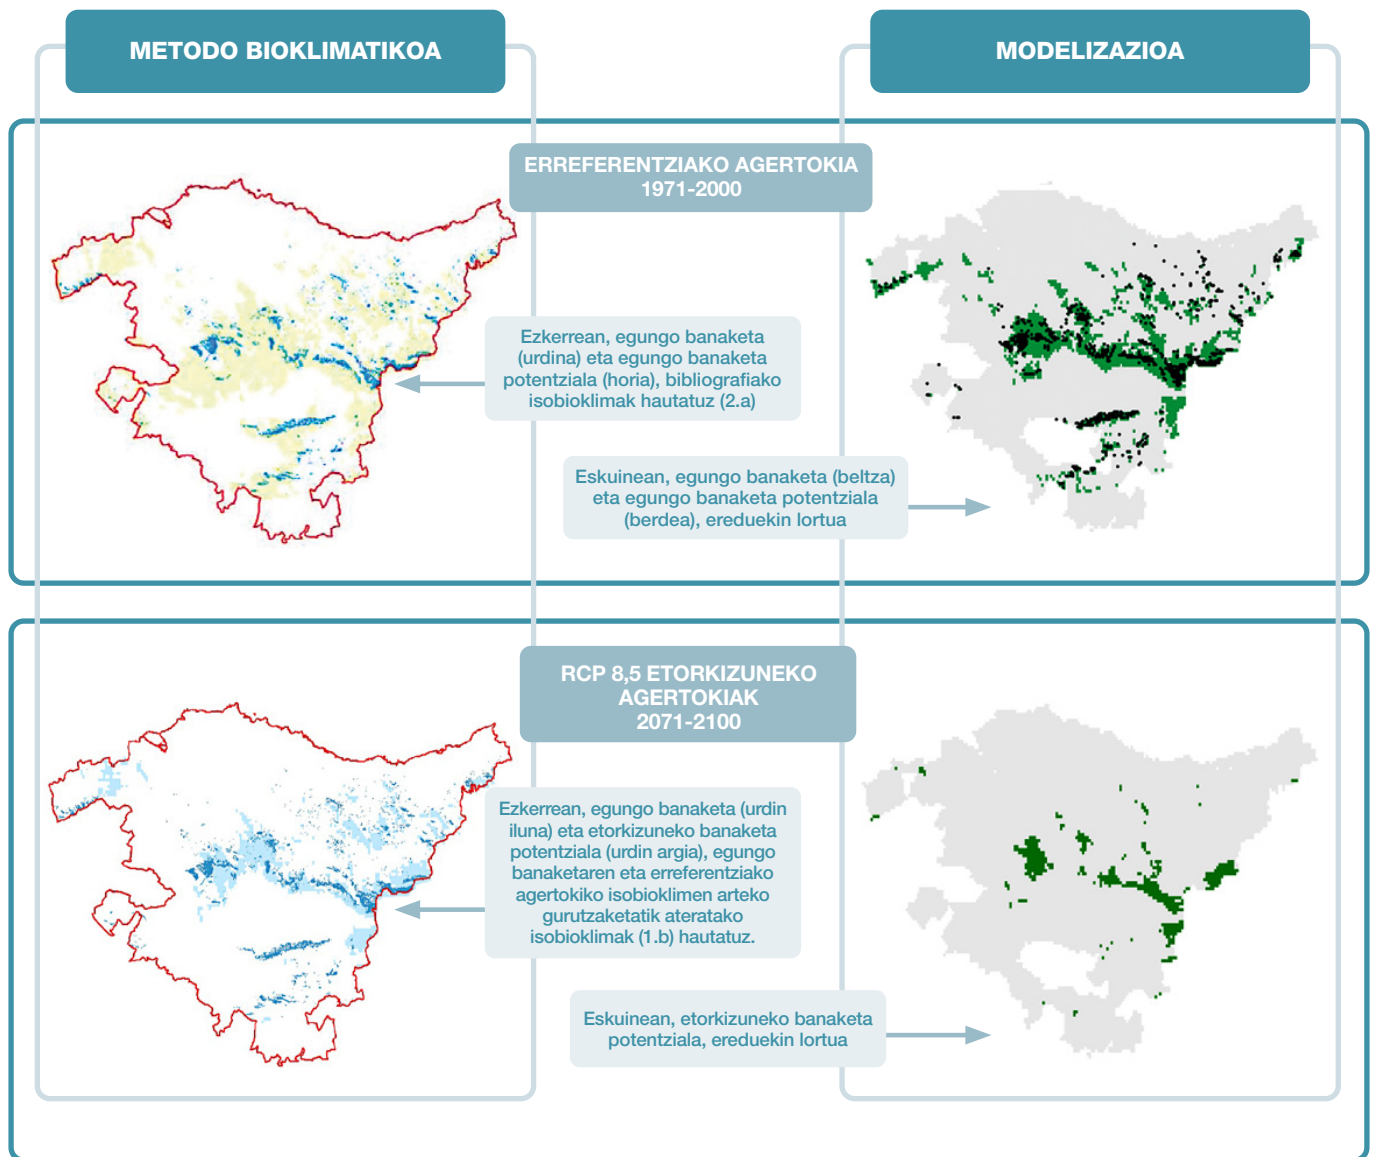 METODO BIOKLIMATIKOA
MODELIZAZIOA
ERREFERENTZIAKO AGERTOKIA
1971-2000
Ezkerrean, egungo banaketa
(urdina) eta egungo banaketa
potentziala (horia), bibliografiako
isobioklimak hautatuz (2.a)
Eskuinean, egungo banaketa (beltza)
eta egungo banaketa potentziala
(berdea), ereduekin lortua
RCP 8,5 ETORKIZUNEKO
AGERTOKIAK
2071-2100
Ezkerrean, egungo banaketa (urdin
iluna) eta etorkizuneko banaketa
potentziala (urdin argia), egungo
banaketaren eta erreferentziako
agertokiko isobioklimen arteko
gurutzaketatik ateratako
isobioklimak (1.b) hautatuz.
Eskuinean, etorkizuneko banaketa
potentziala, ereduekin lortua